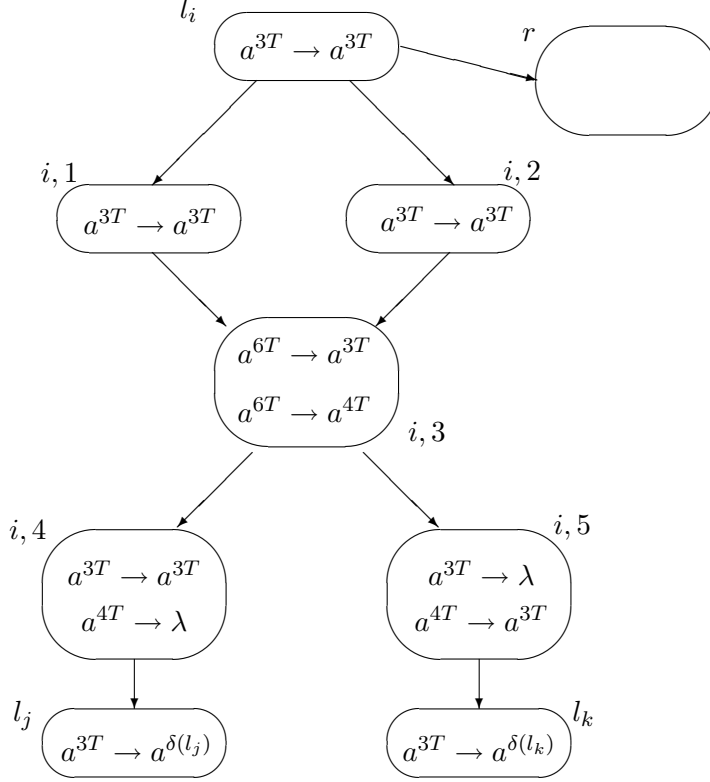 l_i
a^{3T} → a^{3T}
r
i, 1
a^{3T} → a^{3T}
i, 2
a^{3T} → a^{3T}
a^{6T} → a^{3T}
a^{6T} → a^{4T}
i, 3
i, 4
a^{3T} → a^{3T}
a^{4T} → λ
i, 5
a^{3T} → λ
a^{4T} → a^{3T}
l_j
a^{3T} → a^{δ(l_j)}
l_k
a^{3T} → a^{δ(l_k)}